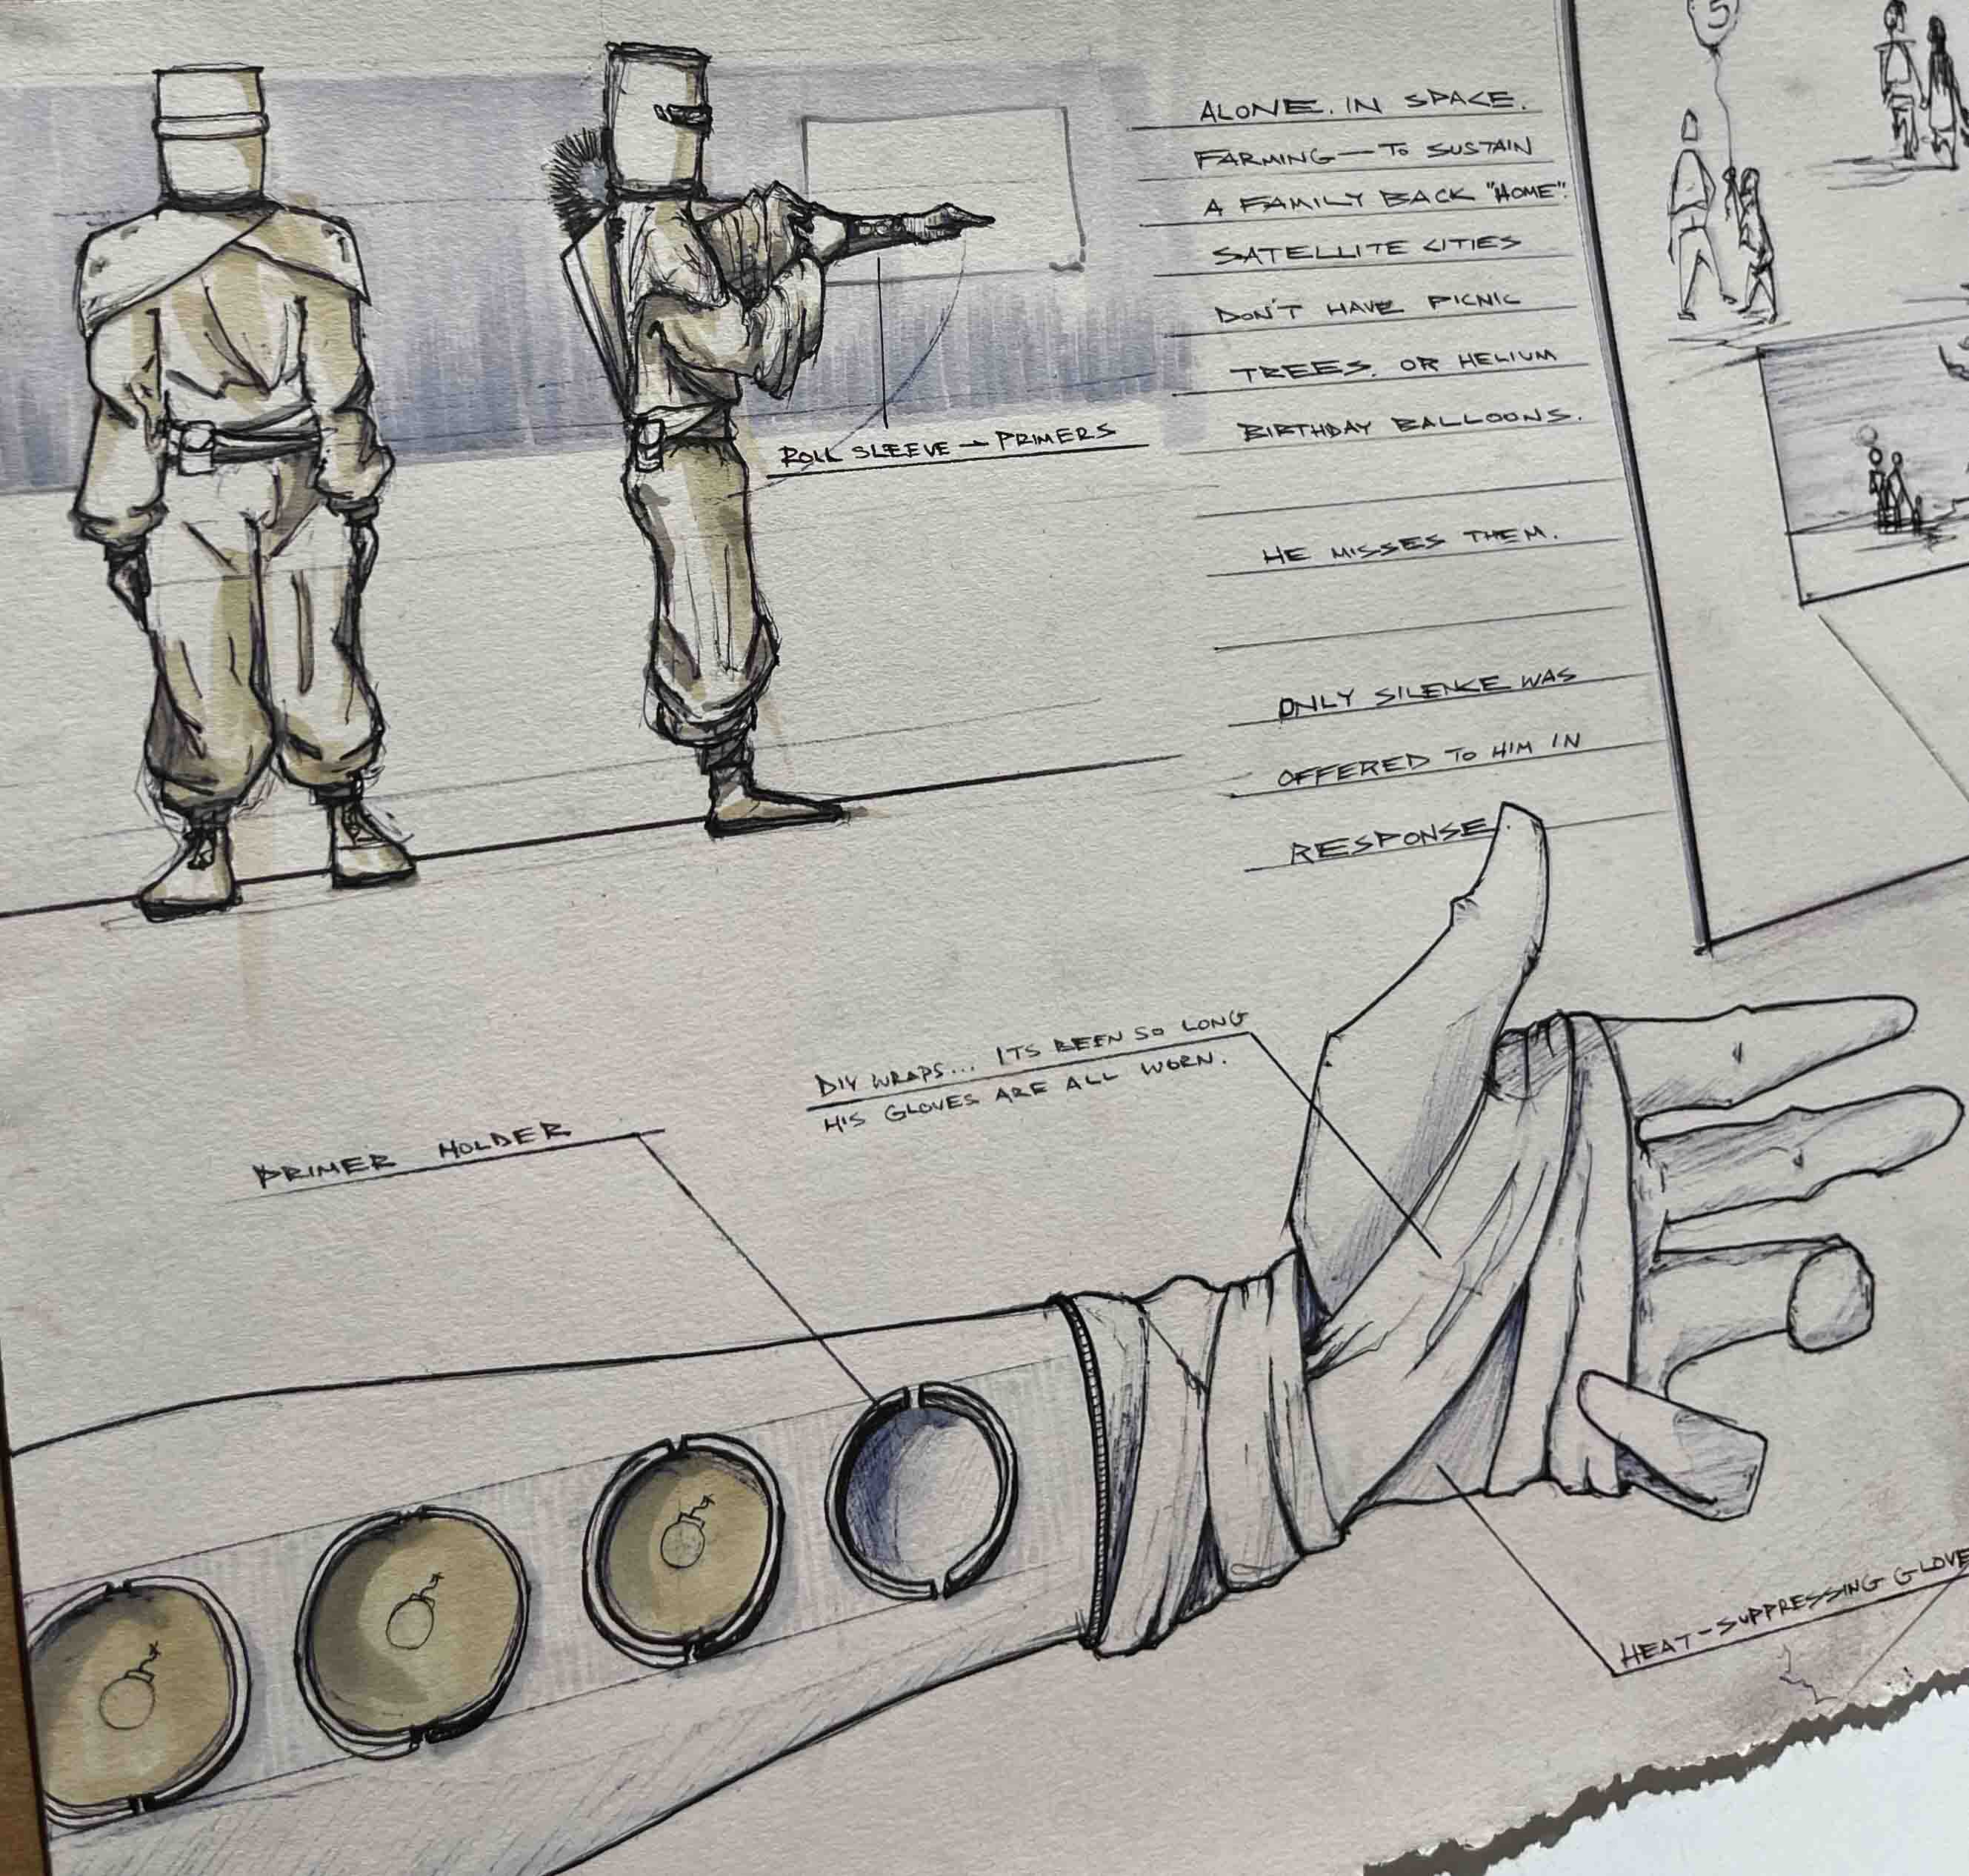 5
ALONE. IN SPACE.
FARMING — TO SUSTAIN
A FAMILY BACK "HOME".
SATELLITE CITIES
DON'T HAVE PICNIC
TREES. OR HELIUM
BIRTHDAY BALLOONS.
HE MISSES THEM.
ONLY SILENCE WAS
OFFERED TO HIM IN
RESPONSE.
ROLL SLEEVE — PRIMERS
DIY WRAPS... ITS BEEN SO LONG
HIS GLOVES ARE ALL WORN.
PRIMER HOLDER
HEAT-SUPPRESSING GLOVE